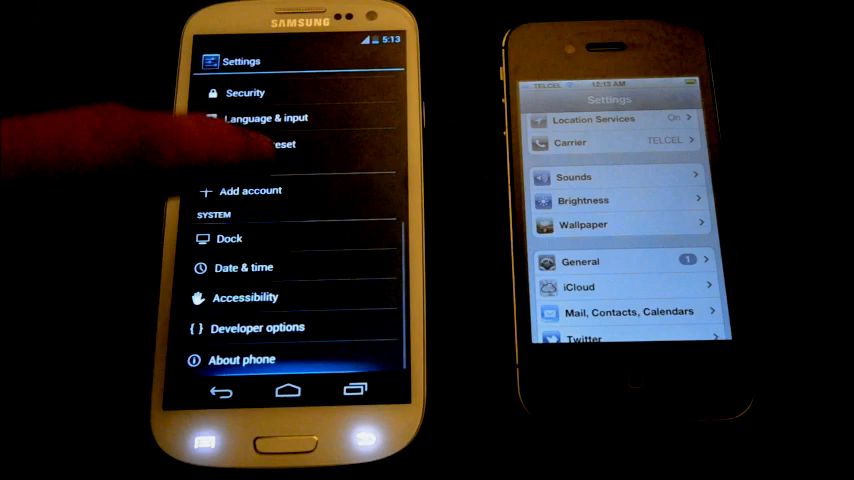 SAMSUNG
5:13
Settings
Security
Language & input
reset
Add account
SYSTEM
Dock
Date & time
Accessibility
{ } Developer options
About phone
TELCEL
12:13 AM
Settings
Location Services On >
Carrier TELCEL >
Sounds >
Brightness >
Wallpaper >
General 1 >
iCloud >
Mail, Contacts, Calendars >
Twitter